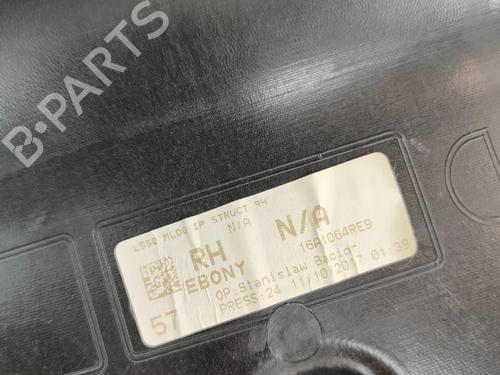 B-PARTS
L550 MLDG IP STRUCT RH
N/A
RH N/A
EBONY 16A1064RE9
OP:Stanislaw
57 PRESS:24 11/10 2017 01:39